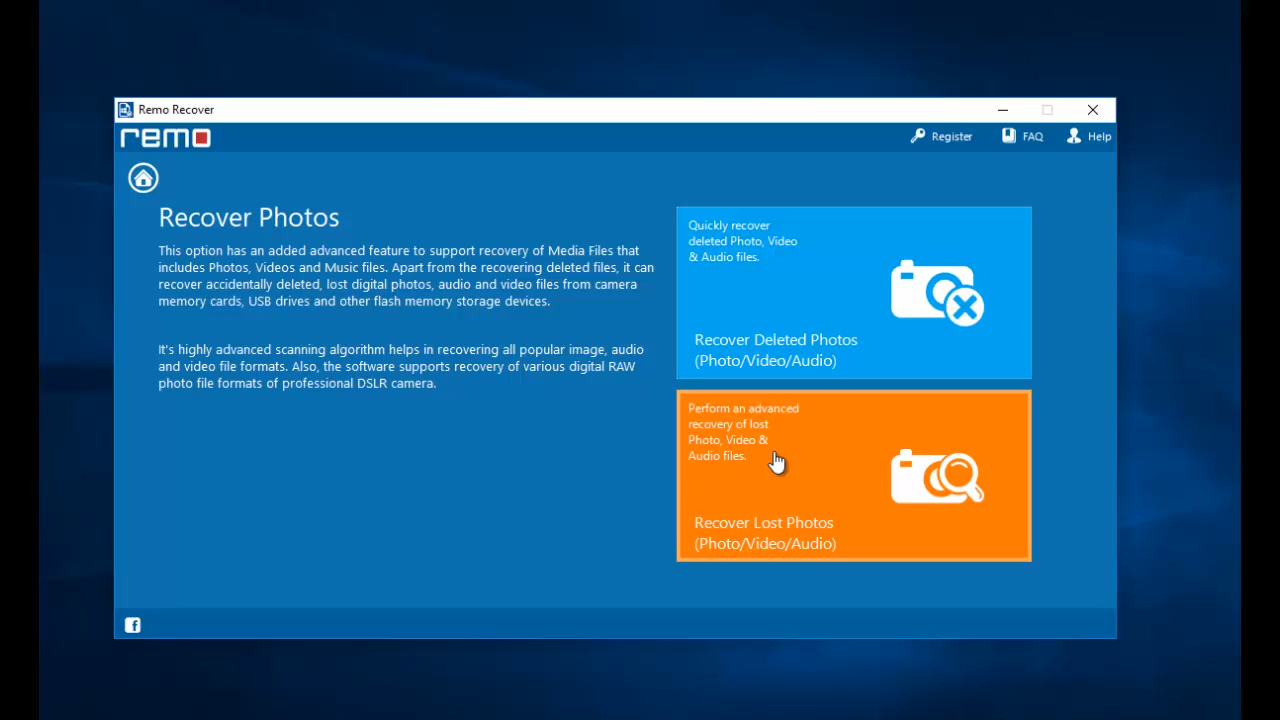 Remo Recover
remo
Register
FAQ
Help
Recover Photos
This option has an added advanced feature to support recovery of Media Files that
includes Photos, Videos and Music files. Apart from the recovering deleted files, it can
recover accidentally deleted, lost digital photos, audio and video files from camera
memory cards, USB drives and other flash memory storage devices.
It's highly advanced scanning algorithm helps in recovering all popular image, audio
and video file formats. Also, the software supports recovery of various digital RAW
photo file formats of professional DSLR camera.
Quickly recover
deleted Photo, Video
& Audio files.
Recover Deleted Photos
(Photo/Video/Audio)
Perform an advanced
recovery of lost
Photo, Video &
Audio files.
Recover Lost Photos
(Photo/Video/Audio)
f